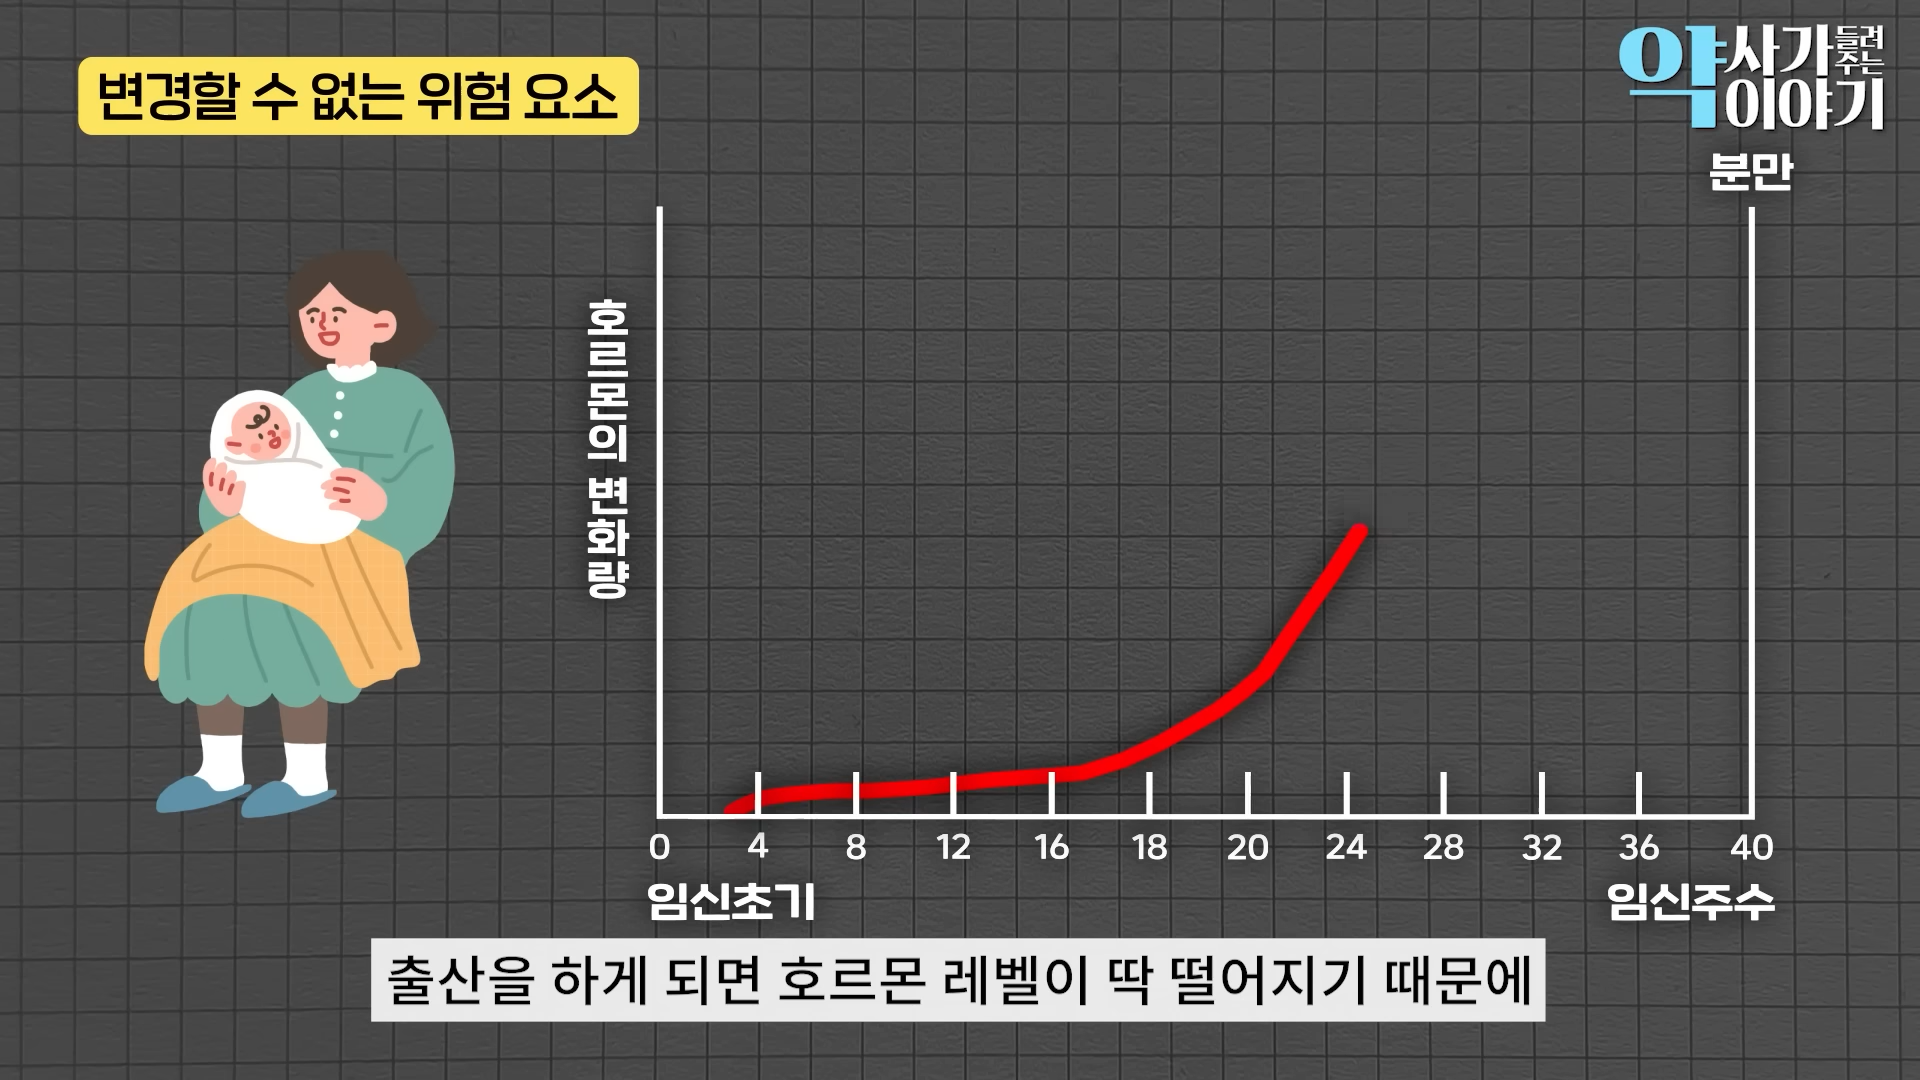 변경할 수 없는 위험 요소
약사가 들려주는 이야기
분만
호르몬의 변화량
0 4 8 12 16 18 20 24 28 32 36 40
임신초기
임신주수
출산을 하게 되면 호르몬 레벨이 딱 떨어지기 때문에